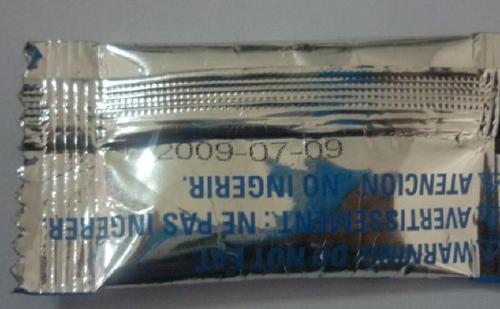 2009-07-09
WARNING: DO NOT EAT
AVERTISSEMENT : NE PAS INGERER
ATENCION: NO INGERIR.